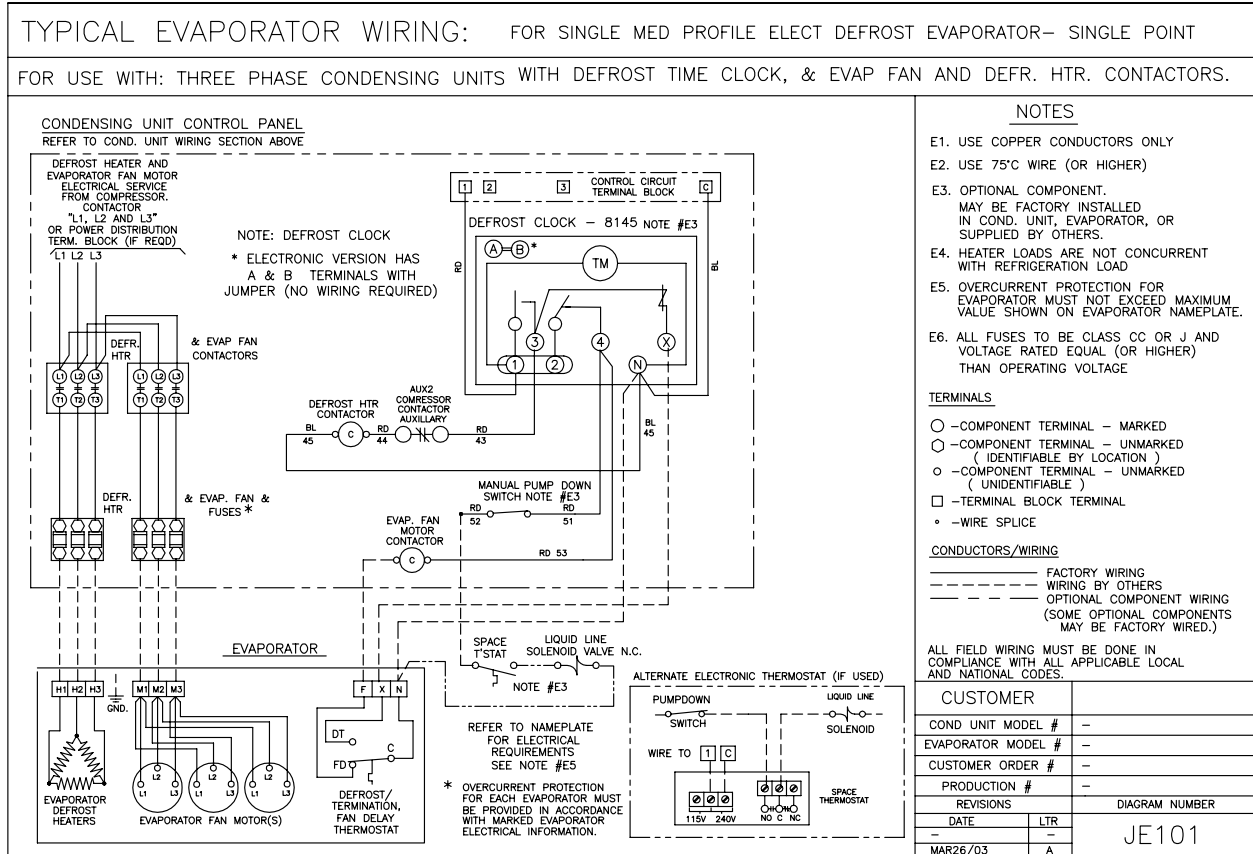 TYPICAL EVAPORATOR WIRING: FOR SINGLE MED PROFILE ELECT DEFROST EVAPORATOR– SINGLE POINT
FOR USE WITH: THREE PHASE CONDENSING UNITS WITH DEFROST TIME CLOCK, & EVAP FAN AND DEFR. HTR. CONTACTORS.
CONDENSING UNIT CONTROL PANEL
REFER TO COND. UNIT WIRING SECTION ABOVE
DEFROST HEATER AND
EVAPORATOR FAN MOTOR
ELECTRICAL SERVICE
FROM COMPRESSOR.
CONTACTOR
"L1, L2 AND L3"
OR POWER DISTRIBUTION
TERM. BLOCK (IF REQD)
L1 L2 L3
NOTE: DEFROST CLOCK
* ELECTRONIC VERSION HAS
A & B TERMINALS WITH
JUMPER (NO WIRING REQUIRED)
1 2 3 CONTROL CIRCUIT C
TERMINAL BLOCK
DEFROST CLOCK – 8145 NOTE #E3
RD
BL
A B *
TM
3 4 X
1 2 N
DEFR.
HTR
& EVAP FAN
CONTACTORS
L1 L2 L3 L1 L2 L3
T1 T2 T3 T1 T2 T3
DEFROST HTR
CONTACTOR
AUX2
COMRESSOR
CONTACTOR
AUXILLARY
BL
45
C
RD
44
RD
43
BL
45
DEFR.
HTR
& EVAP. FAN &
FUSES *
MANUAL PUMP DOWN
SWITCH NOTE #E3
RD
52
RD
51
EVAP. FAN
MOTOR
CONTACTOR
C
RD 53
EVAPORATOR
H1 H2 H3
GND.
M1 M2 M3
F X N
L2 L2 L2
L1 L3 L1 L3 L1 L3
EVAPORATOR
DEFROST
HEATERS
EVAPORATOR FAN MOTOR(S)
DT
C
FD
DEFROST/
TERMINATION,
FAN DELAY
THERMOSTAT
SPACE
T'STAT
LIQUID LINE
SOLENOID VALVE N.C.
NOTE #E3
REFER TO NAMEPLATE
FOR ELECTRICAL
REQUIREMENTS
SEE NOTE #E5
* OVERCURRENT PROTECTION
FOR EACH EVAPORATOR MUST
BE PROVIDED IN ACCORDANCE
WITH MARKED EVAPORATOR
ELECTRICAL INFORMATION.
ALTERNATE ELECTRONIC THERMOSTAT (IF USED)
PUMPDOWN
SWITCH
LIQUID LINE
SOLENOID
WIRE TO 1 C
115V 240V
NO C NC
SPACE
THERMOSTAT
NOTES
E1. USE COPPER CONDUCTORS ONLY
E2. USE 75°C WIRE (OR HIGHER)
E3. OPTIONAL COMPONENT.
MAY BE FACTORY INSTALLED
IN COND. UNIT, EVAPORATOR, OR
SUPPLIED BY OTHERS.
E4. HEATER LOADS ARE NOT CONCURRENT
WITH REFRIGERATION LOAD
E5. OVERCURRENT PROTECTION FOR
EVAPORATOR MUST NOT EXCEED MAXIMUM
VALUE SHOWN ON EVAPORATOR NAMEPLATE.
E6. ALL FUSES TO BE CLASS CC OR J AND
VOLTAGE RATED EQUAL (OR HIGHER)
THAN OPERATING VOLTAGE
TERMINALS
–COMPONENT TERMINAL – MARKED
–COMPONENT TERMINAL – UNMARKED
( IDENTIFIABLE BY LOCATION )
–COMPONENT TERMINAL – UNMARKED
( UNIDENTIFIABLE )
–TERMINAL BLOCK TERMINAL
–WIRE SPLICE
CONDUCTORS/WIRING
FACTORY WIRING
WIRING BY OTHERS
OPTIONAL COMPONENT WIRING
(SOME OPTIONAL COMPONENTS
MAY BE FACTORY WIRED.)
ALL FIELD WIRING MUST BE DONE IN
COMPLIANCE WITH ALL APPLICABLE LOCAL
AND NATIONAL CODES.
CUSTOMER
COND UNIT MODEL # –
EVAPORATOR MODEL # –
CUSTOMER ORDER # –
PRODUCTION # –
REVISIONS DIAGRAM NUMBER
DATE LTR
– –
MAR26/03 A
JE101